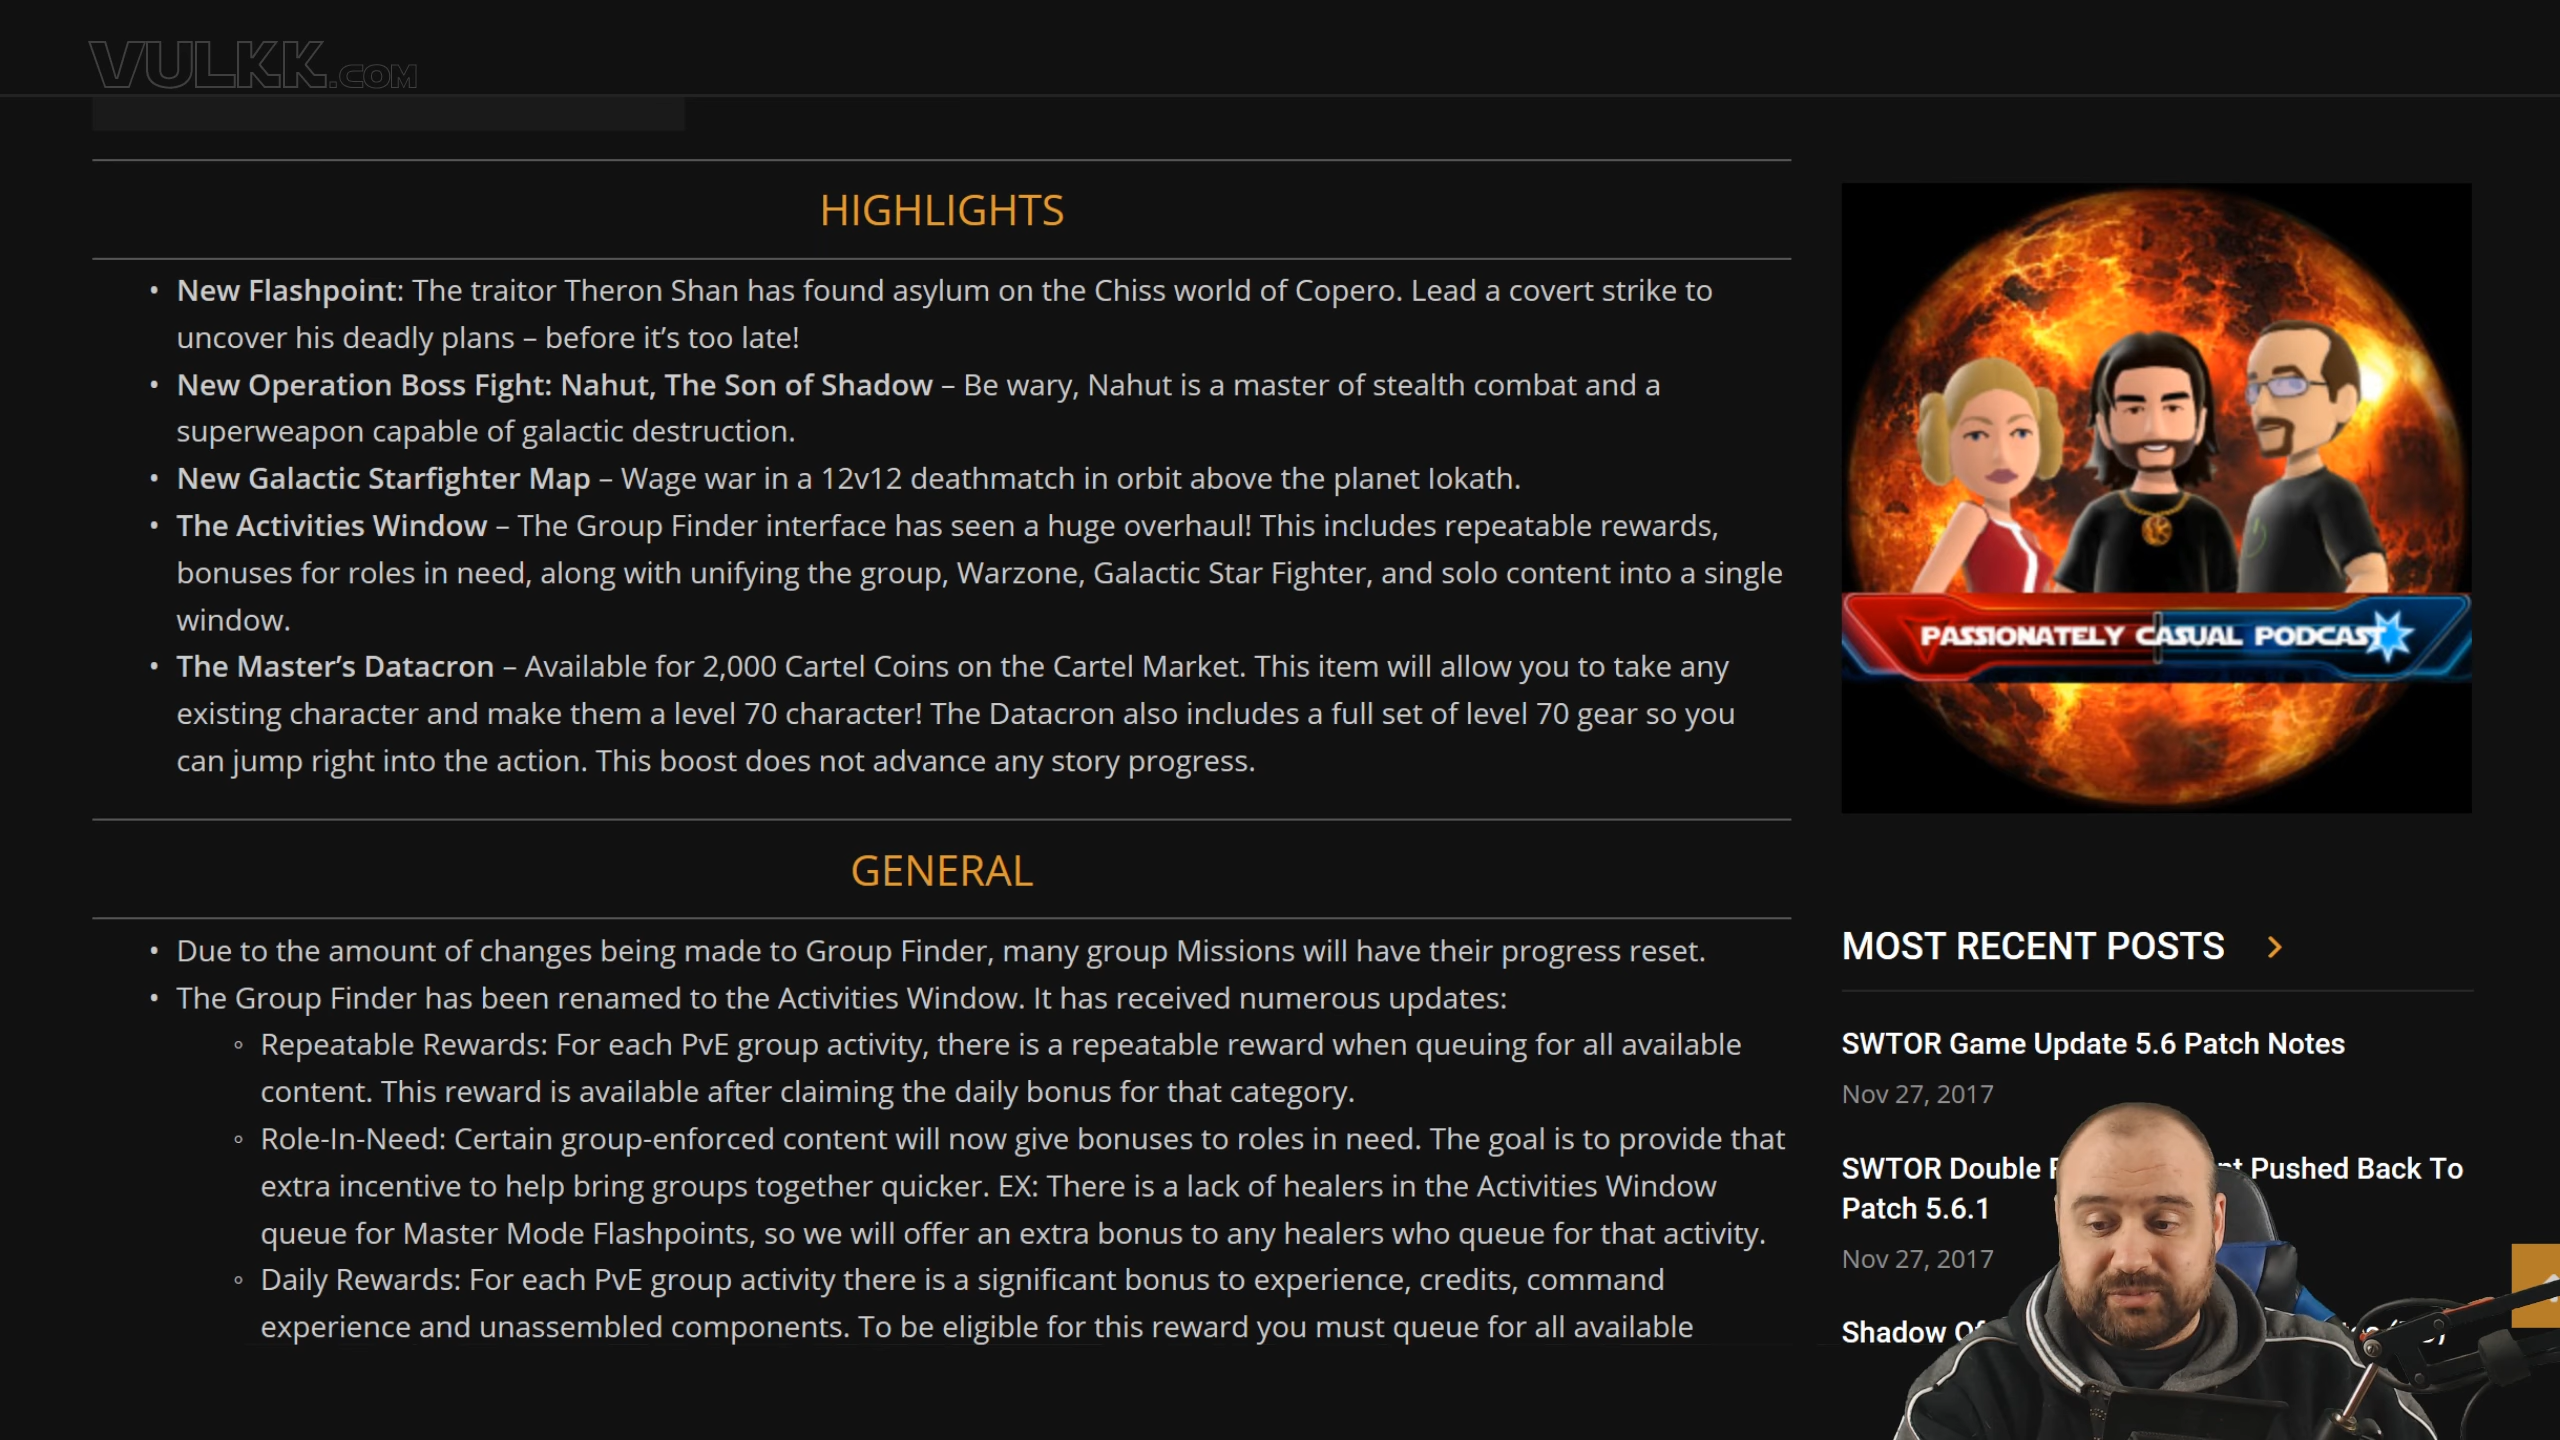 VULKK.COM
HIGHLIGHTS
• New Flashpoint: The traitor Theron Shan has found asylum on the Chiss world of Copero. Lead a covert strike to
uncover his deadly plans – before it’s too late!
• New Operation Boss Fight: Nahut, The Son of Shadow – Be wary, Nahut is a master of stealth combat and a
superweapon capable of galactic destruction.
• New Galactic Starfighter Map – Wage war in a 12v12 deathmatch in orbit above the planet Iokath.
• The Activities Window – The Group Finder interface has seen a huge overhaul! This includes repeatable rewards,
bonuses for roles in need, along with unifying the group, Warzone, Galactic Star Fighter, and solo content into a single
window.
• The Master’s Datacron – Available for 2,000 Cartel Coins on the Cartel Market. This item will allow you to take any
existing character and make them a level 70 character! The Datacron also includes a full set of level 70 gear so you
can jump right into the action. This boost does not advance any story progress.
GENERAL
• Due to the amount of changes being made to Group Finder, many group Missions will have their progress reset.
• The Group Finder has been renamed to the Activities Window. It has received numerous updates:
◦ Repeatable Rewards: For each PvE group activity, there is a repeatable reward when queuing for all available
content. This reward is available after claiming the daily bonus for that category.
◦ Role-In-Need: Certain group-enforced content will now give bonuses to roles in need. The goal is to provide that
extra incentive to help bring groups together quicker. EX: There is a lack of healers in the Activities Window
queue for Master Mode Flashpoints, so we will offer an extra bonus to any healers who queue for that activity.
◦ Daily Rewards: For each PvE group activity there is a significant bonus to experience, credits, command
experience and unassembled components. To be eligible for this reward you must queue for all available
PASSIONATELY CASUAL PODCAST
MOST RECENT POSTS
SWTOR Game Update 5.6 Patch Notes
Nov 27, 2017
SWTOR Double Pushed Back To
Patch 5.6.1
Nov 27, 2017
Shadow